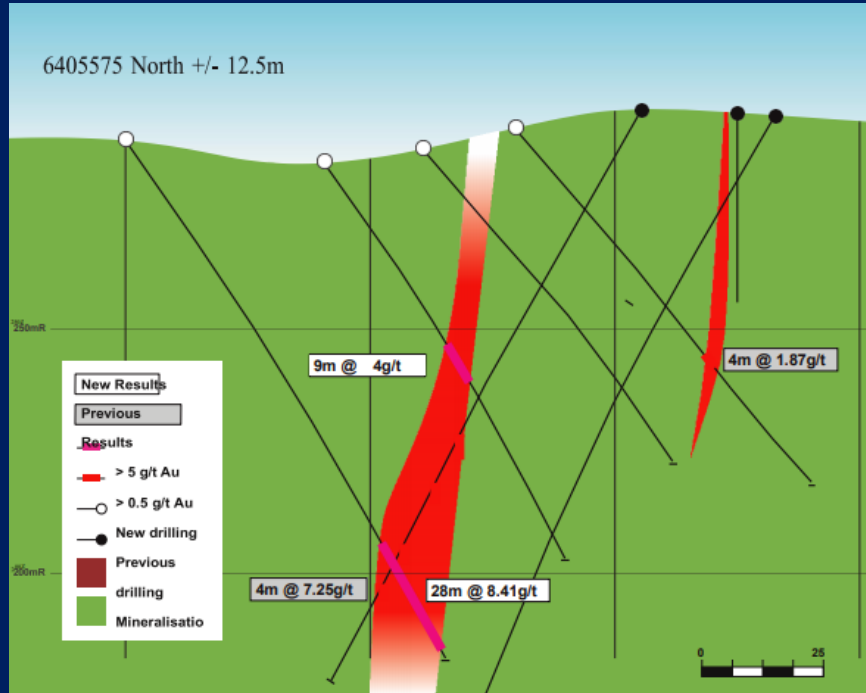 6405575 North +/- 12.5m
250mR
9m @ 4g/t
4m @ 1.87g/t
New Results
Previous
Results
> 5 g/t Au
> 0.5 g/t Au
New drilling
Previous
drilling
Mineralisatio
200mR
4m @ 7.25g/t
28m @ 8.41g/t
0 25